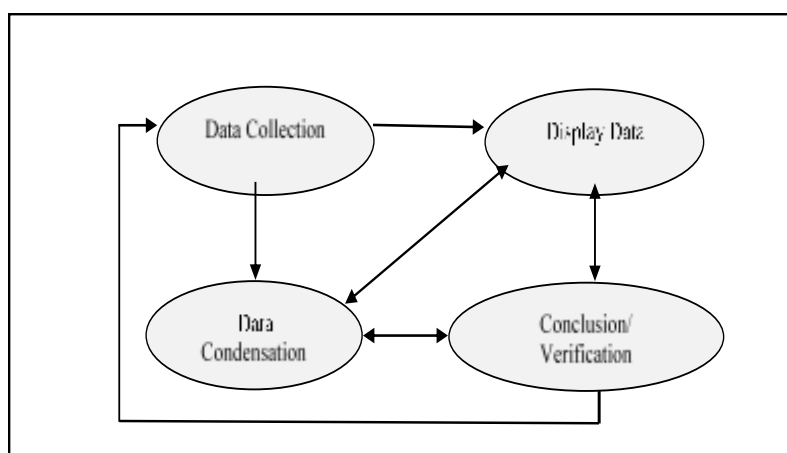 Data Collection
Display Data
Dara
Condensation
Conclusion/
Verification